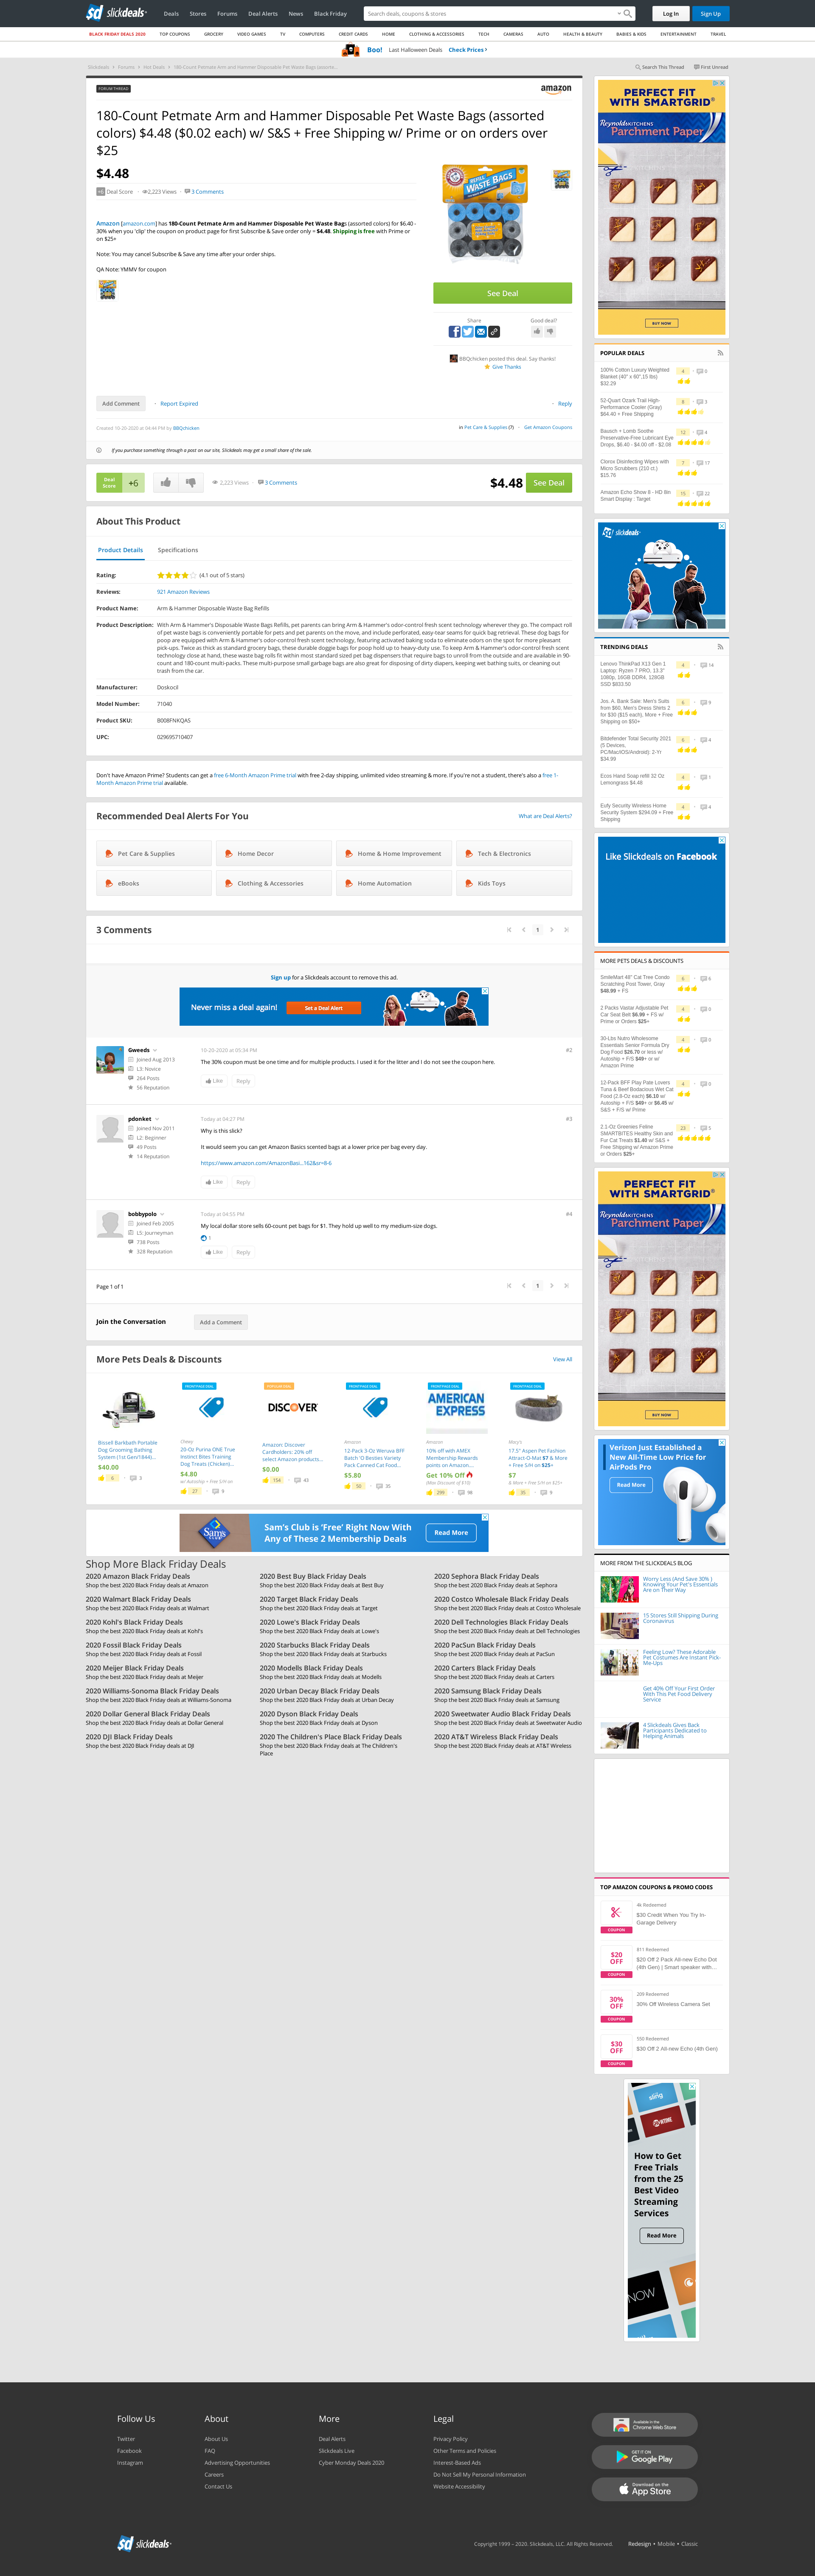 slickdeals
Deals
Stores
Forums
Deal Alerts
News
Black Friday
Search deals, coupons & stores
Log In
Sign Up
BLACK FRIDAY DEALS 2020
TOP COUPONS
GROCERY
VIDEO GAMES
TV
COMPUTERS
CREDIT CARDS
HOME
CLOTHING & ACCESSORIES
TECH
CAMERAS
AUTO
HEALTH & BEAUTY
BABIES & KIDS
ENTERTAINMENT
TRAVEL
Boo! Last Halloween Deals Check Prices ›
Slickdeals > Forums > Hot Deals > 180-Count Petmate Arm and Hammer Disposable Pet Waste Bags (assorte...
Search This Thread
First Unread
FORUM THREAD
amazon
180-Count Petmate Arm and Hammer Disposable Pet Waste Bags (assorted
colors) $4.48 ($0.02 each) w/ S&S + Free Shipping w/ Prime or on orders over
$25
$4.48
+6 Deal Score
2,223 Views
3 Comments
Amazon [amazon.com] has 180-Count Petmate Arm and Hammer Disposable Pet Waste Bags (assorted colors) for $6.40 -
30% when you 'clip' the coupon on product page for first Subscribe & Save order only = $4.48. Shipping is free with Prime or
on $25+
Note: You may cancel Subscribe & Save any time after your order ships.
QA Note: YMMV for coupon
See Deal
Share
Good deal?
BBQchicken posted this deal. Say thanks!
Give Thanks
Add Comment
Report Expired
Reply
Created 10-20-2020 at 04:44 PM by BBQchicken
in Pet Care & Supplies (7)
Get Amazon Coupons
If you purchase something through a post on our site, Slickdeals may get a small share of the sale.
Deal
Score
+6
2,223 Views
3 Comments
$4.48
See Deal
About This Product
Product Details
Specifications
Rating: (4.1 out of 5 stars)
Reviews: 921 Amazon Reviews
Product Name: Arm & Hammer Disposable Waste Bag Refills
Product Description: With Arm & Hammer's Disposable Waste Bags Refills, pet parents can bring Arm & Hammer's odor-control fresh scent technology wherever they go. The compact roll
of pet waste bags is conveniently portable for pets and pet parents on the move, and include perforated, easy-tear seams for quick bag retrieval. These dog bags for
poop are equipped with Arm & Hammer's odor-control fresh scent technology, featuring activated baking soda to eliminate odors on the spot for non-unpleasant
pick-ups. Twice as thick as standard grocery bags, these durable doggie bags for poop hold up to heavy-duty use. To keep Arm & Hammer's odor-control fresh scent
technology close at hand, these waste bag rolls fit within most standard pet bag dispensers that can be wrapped around a leash and are available in 90-
count and 180-count multi-packs. These multi-purpose small garbage bags are also great for disposing of dirty diapers, keeping wet bathing suits, or cleaning out
trash from the car.
Manufacturer: Doskocil
Model Number: 71040
Product SKU: B008FNKQAS
UPC: 029695710407
Don't have Amazon Prime? Students can get a free 6-Month Amazon Prime trial with free 2-day shipping, unlimited video streaming & more. If you're not a student, there's also a free 1-
Month Amazon Prime trial available.
Recommended Deal Alerts For You
What are Deal Alerts?
Pet Care & Supplies
Home Decor
Home & Home Improvement
Tech & Electronics
eBooks
Clothing & Accessories
Home Automation
Kids Toys
3 Comments
1
Sign up for a Slickdeals account to remove this ad.
Never miss a deal again!
Set a Deal Alert
Gweeds
Joined Aug 2013
L3: Novice
264 Posts
56 Reputation
10-20-2020 at 05:34 PM
#2
The 30% coupon must be one time and for multiple products. I used it for the litter and I do not see the coupon here.
Like
Reply
pdonket
Joined Nov 2011
L2: Beginner
49 Posts
14 Reputation
Today at 04:27 PM
#3
Why is this slick?
It would seem you can get Amazon Basics scented bags at a lower price per bag every day.
https://www.amazon.com/AmazonBasi...162&sr=8-6
Like
Reply
bobbypolo
Joined Feb 2005
L5: Journeyman
738 Posts
328 Reputation
Today at 04:55 PM
#4
My local dollar store sells 60-count pet bags for $1. They hold up well to my medium-size dogs.
1
Like
Reply
Page 1 of 1
1
Join the Conversation
Add a Comment
More Pets Deals & Discounts
View All
Bissell Barkbath Portable
Dog Grooming Bathing
System (1st Gen/1844)...
$40.00
6
3
FRONTPAGE DEAL
Chewy
20-Oz Purina ONE True
Instinct Bites Training
Dog Treats (Chicken)...
$4.80
w/ Autoship + Free S/H on ...
27
8
POPULAR DEAL
DISCOVER
Amazon: Discover
Cardholders: 20% off
select Amazon products...
$0.00
154
43
FRONTPAGE DEAL
Amazon
12-Pack 3-Oz Weruva BFF
Batch 'O Besties Variety
Pack Canned Cat Food...
$5.80
50
35
FRONTPAGE DEAL
AMERICAN
EXPRESS
Amazon
10% off with AMEX
Membership Rewards
points on Amazon...
Get 10% Off
(Max Discount of $10)
299
98
FRONTPAGE DEAL
Macy's
17.5" Aspen Pet Fashion
Attract-O-Mat $7 & More
+ Free S/H on $25+
$7
& More + Free S/H on $25+
35
9
Sam's Club is 'Free' Right Now With
Any of These 2 Membership Deals
Read More
Shop More Black Friday Deals
2020 Amazon Black Friday Deals
Shop the best 2020 Black Friday deals at Amazon
2020 Best Buy Black Friday Deals
Shop the best 2020 Black Friday deals at Best Buy
2020 Sephora Black Friday Deals
Shop the best 2020 Black Friday deals at Sephora
2020 Walmart Black Friday Deals
Shop the best 2020 Black Friday deals at Walmart
2020 Target Black Friday Deals
Shop the best 2020 Black Friday deals at Target
2020 Costco Wholesale Black Friday Deals
Shop the best 2020 Black Friday deals at Costco Wholesale
2020 Kohl's Black Friday Deals
Shop the best 2020 Black Friday deals at Kohl's
2020 Lowe's Black Friday Deals
Shop the best 2020 Black Friday deals at Lowe's
2020 Dell Technologies Black Friday Deals
Shop the best 2020 Black Friday deals at Dell Technologies
2020 Fossil Black Friday Deals
Shop the best 2020 Black Friday deals at Fossil
2020 Starbucks Black Friday Deals
Shop the best 2020 Black Friday deals at Starbucks
2020 PacSun Black Friday Deals
Shop the best 2020 Black Friday deals at PacSun
2020 Meijer Black Friday Deals
Shop the best 2020 Black Friday deals at Meijer
2020 Modells Black Friday Deals
Shop the best 2020 Black Friday deals at Modells
2020 Carters Black Friday Deals
Shop the best 2020 Black Friday deals at Carters
2020 Williams-Sonoma Black Friday Deals
Shop the best 2020 Black Friday deals at Williams-Sonoma
2020 Urban Decay Black Friday Deals
Shop the best 2020 Black Friday deals at Urban Decay
2020 Samsung Black Friday Deals
Shop the best 2020 Black Friday deals at Samsung
2020 Dollar General Black Friday Deals
Shop the best 2020 Black Friday deals at Dollar General
2020 Dyson Black Friday Deals
Shop the best 2020 Black Friday deals at Dyson
2020 Sweetwater Audio Black Friday Deals
Shop the best 2020 Black Friday deals at Sweetwater Audio
2020 DJI Black Friday Deals
Shop the best 2020 Black Friday deals at DJI
2020 The Children's Place Black Friday Deals
Shop the best 2020 Black Friday deals at The Children's
Place
2020 AT&T Wireless Black Friday Deals
Shop the best 2020 Black Friday deals at AT&T Wireless
PERFECT FIT
WITH SMARTGRID®
Reynolds KITCHENS
Parchment Paper
BUY NOW
POPULAR DEALS
100% Cotton Luxury Weighted
Blanket (40" x 60",15 lbs)
$32.29
4
0
52-Quart Ozark Trail High-
Performance Cooler (Gray)
$64.40 + Free Shipping
8
3
Bausch + Lomb Soothe
Preservative-Free Lubricant Eye
Drops, $6.40 - $4.00 off - $2.08
12
4
Clorox Disinfecting Wipes with
Micro Scrubbers (210 ct.)
$15.76
7
17
Amazon Echo Show 8 - HD 8in
Smart Display : Target
15
22
slickdeals
TRENDING DEALS
Lenovo ThinkPad X13 Gen 1
Laptop: Ryzen 7 PRO, 13.3"
1080p, 16GB DDR4, 128GB
SSD $833.50
4
14
Jos. A. Bank Sale: Men's Suits
from $60, Men's Dress Shirts 2
for $30 ($15 each), More + Free
Shipping on $50+
6
9
Bitdefender Total Security 2021
(5 Devices,
PC/Mac/iOS/Android): 2-Yr
$34.99
6
4
Ecos Hand Soap refill 32 Oz
Lemongrass $4.48
4
1
Eufy Security Wireless Home
Security System $294.09 + Free
Shipping
4
4
Like Slickdeals on Facebook
MORE PETS DEALS & DISCOUNTS
SmileMart 48" Cat Tree Condo
Scratching Post Tower, Gray
$48.99 + FS
6
6
2 Packs Vastar Adjustable Pet
Car Seat Belt $6.99 + FS w/
Prime or Orders $25+
4
0
30-Lbs Nutro Wholesome
Essentials Senior Formula Dry
Dog Food $28.70 or less w/
Autoship + F/S $49+ or w/
Amazon Prime
4
0
12-Pack BFF Play Pate Lovers
Tuna & Beef Bodacious Wet Cat
Food (2.8-Oz each) $6.10 w/
Autoship + F/S $49+ or $6.45 w/
S&S + F/S w/ Prime
4
0
2.1-Oz Greenies Feline
SMARTBITES Healthy Skin and
Fur Cat Treats $1.40 w/ S&S +
Free Shipping w/ Amazon Prime
or Orders $25+
23
5
PERFECT FIT
WITH SMARTGRID®
Reynolds KITCHENS
Parchment Paper
BUY NOW
Verizon Just Established a
New All-Time Low Price for
AirPods Pro
Read More
MORE FROM THE SLICKDEALS BLOG
Worry Less (And Save 30% )
Knowing Your Pet's Essentials
Are on Their Way
15 Stores Still Shipping During
Coronavirus
Feeling Low? These Adorable
Pet Costumes Are Instant Pick-
Me-Ups
Get 40% Off Your First Order
With This Pet Food Delivery
Service
4 Slickdeals Gives Back
Participants Dedicated to
Helping Animals
TOP AMAZON COUPONS & PROMO CODES
COUPON
4k Redeemed
$30 Credit When You Try In-
Garage Delivery
$20
OFF
COUPON
811 Redeemed
$20 Off 2 Pack All-new Echo Dot
(4th Gen) | Smart speaker with...
30%
OFF
COUPON
209 Redeemed
30% Off Wireless Camera Set
$30
OFF
COUPON
550 Redeemed
$30 Off 2 All-new Echo (4th Gen)
sling
SHOWTIME
How to Get
Free Trials
from the 25
Best Video
Streaming
Services
Read More
Follow Us
Twitter
Facebook
Instagram
About
About Us
FAQ
Advertising Opportunities
Careers
Contact Us
More
Deal Alerts
Slickdeals Live
Cyber Monday Deals 2020
Legal
Privacy Policy
Other Terms and Policies
Interest-Based Ads
Do Not Sell My Personal Information
Website Accessibility
Available in the
Chrome Web Store
GET IT ON
Google Play
Download on the
App Store
slickdeals
Copyright 1999 - 2020. Slickdeals, LLC. All Rights Reserved.
Redesign • Mobile • Classic